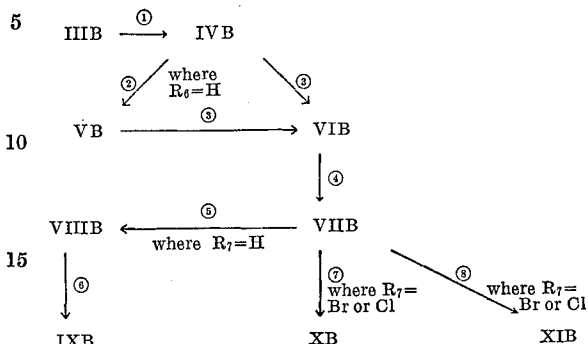 5
IIIB ① IVB
② where R₆=H ③
VB ③ VIB
10
④
VIIIB ⑤ VIIB
where R₇=H
15
⑥ ⑦ where R₇= Br or Cl ⑧ where R₇= Br or Cl
IXB XB XIB